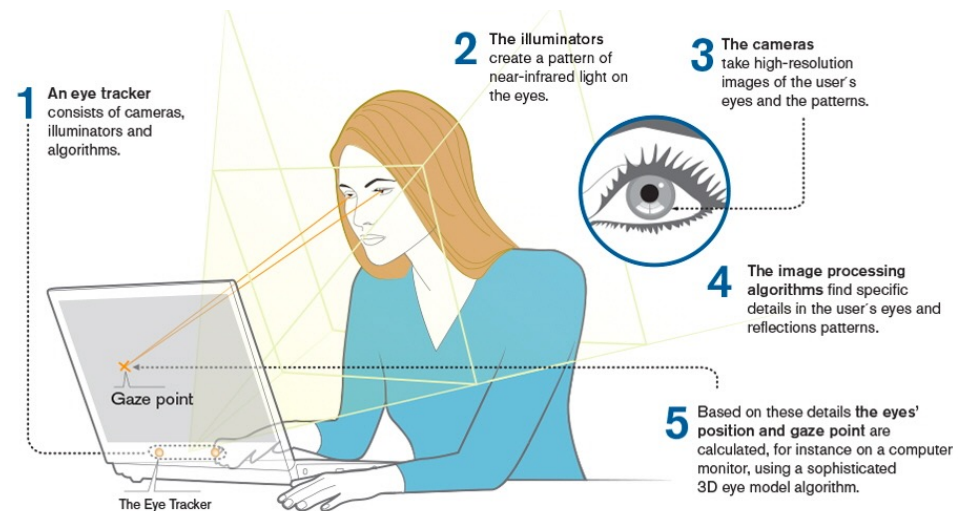 1 An eye tracker
consists of cameras,
illuminators and
algorithms.
2 The illuminators
create a pattern of
near-infrared light on
the eyes.
3 The cameras
take high-resolution
images of the user´s
eyes and the patterns.
4 The image processing
algorithms find specific
details in the user´s eyes and
reflections patterns.
5 Based on these details the eyes’
position and gaze point are
calculated, for instance on a computer
monitor, using a sophisticated
3D eye model algorithm.
Gaze point
The Eye Tracker